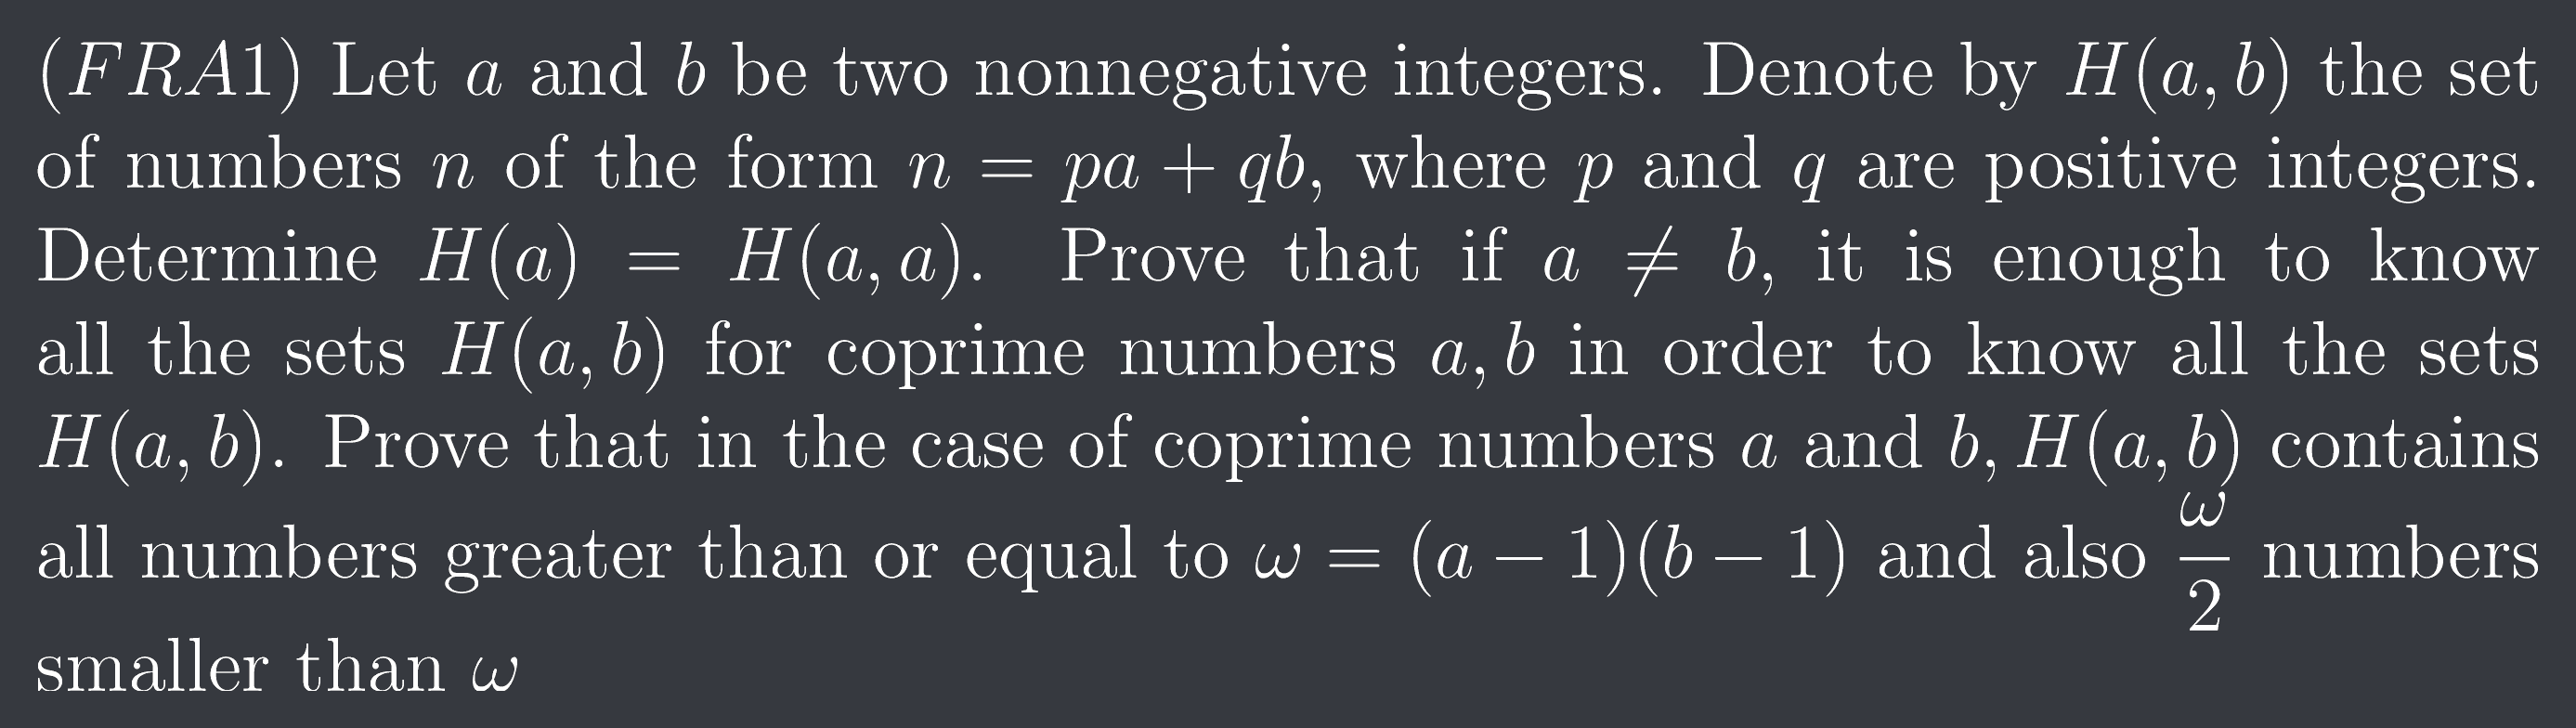 (FRA1) Let a and b be two nonnegative integers. Denote by H(a, b) the set
of numbers n of the form n = pa + qb, where p and q are positive integers.
Determine H(a) = H(a, a). Prove that if a ≠ b, it is enough to know
all the sets H(a, b) for coprime numbers a, b in order to know all the sets
H(a, b). Prove that in the case of coprime numbers a and b, H(a, b) contains
all numbers greater than or equal to ω = (a − 1)(b − 1) and also ω/2 numbers
smaller than ω